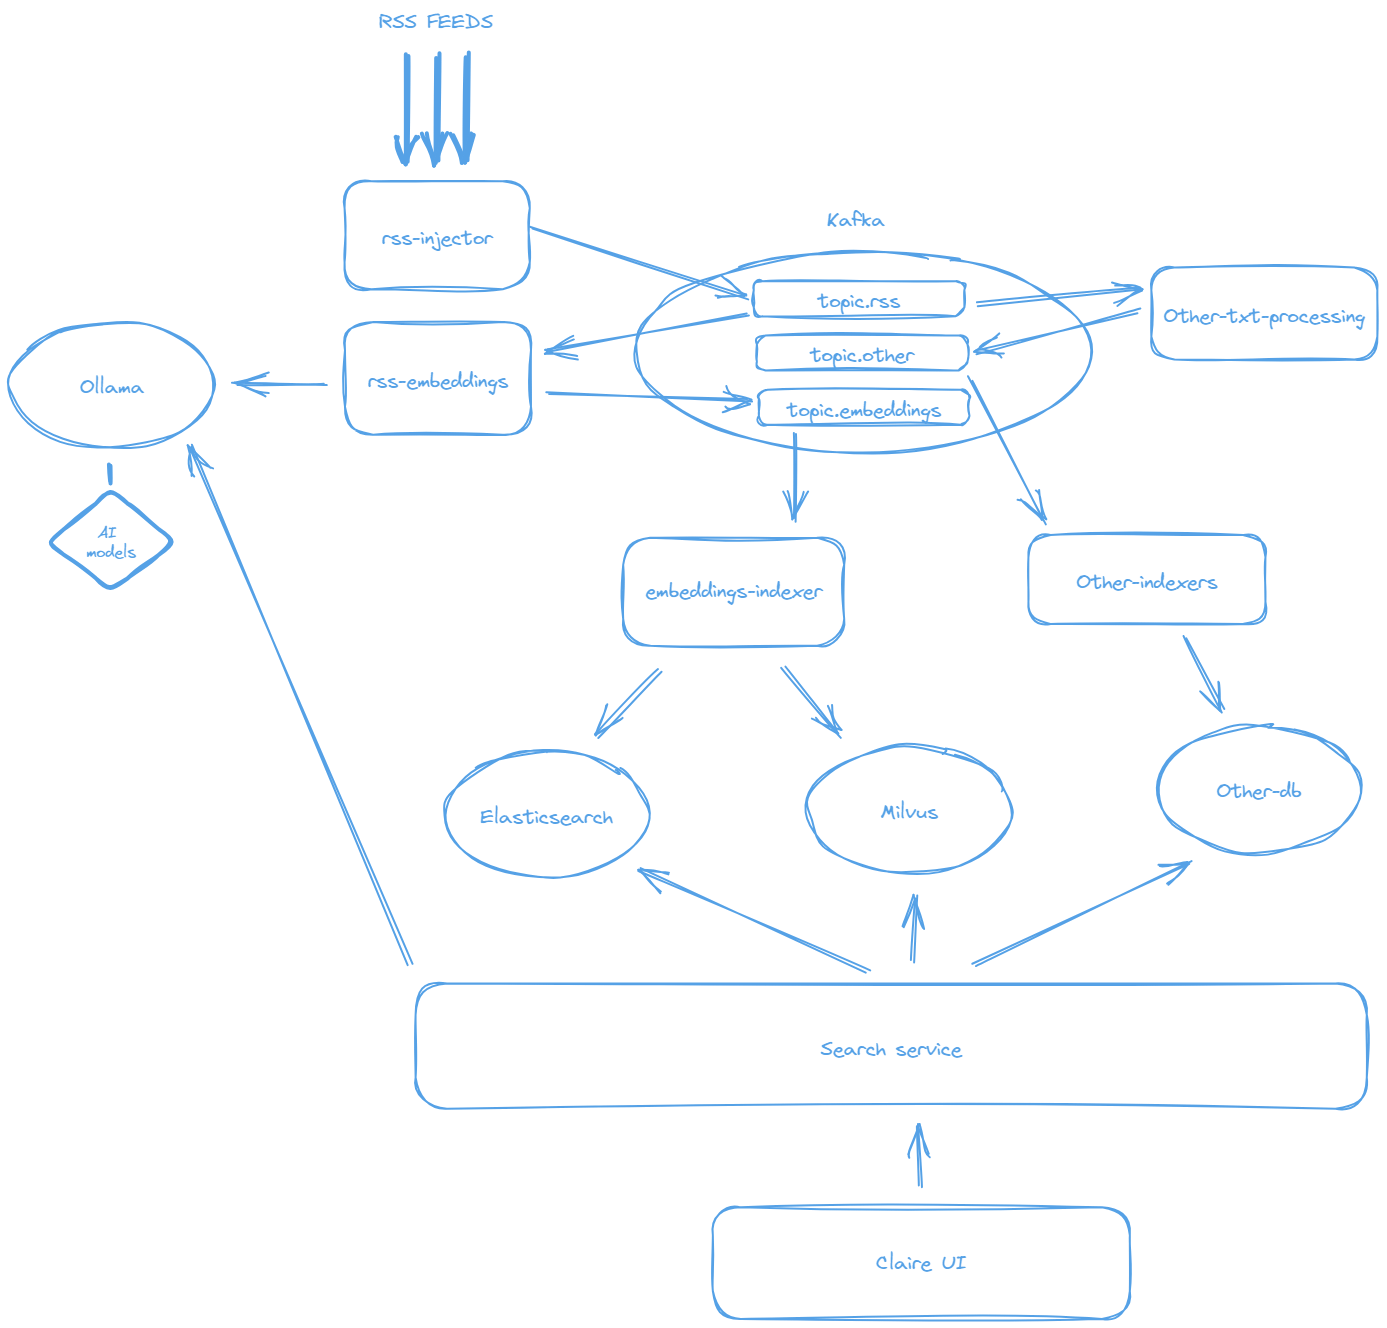 RSS FEEDS
rss-injector
Kafka
topic.rss
Other-txt-processing
topic.other
Ollama
rss-embeddings
topic.embeddings
AI
models
embeddings-indexer
Other-indexers
Elasticsearch
Milvus
Other-db
Search service
Claire UI